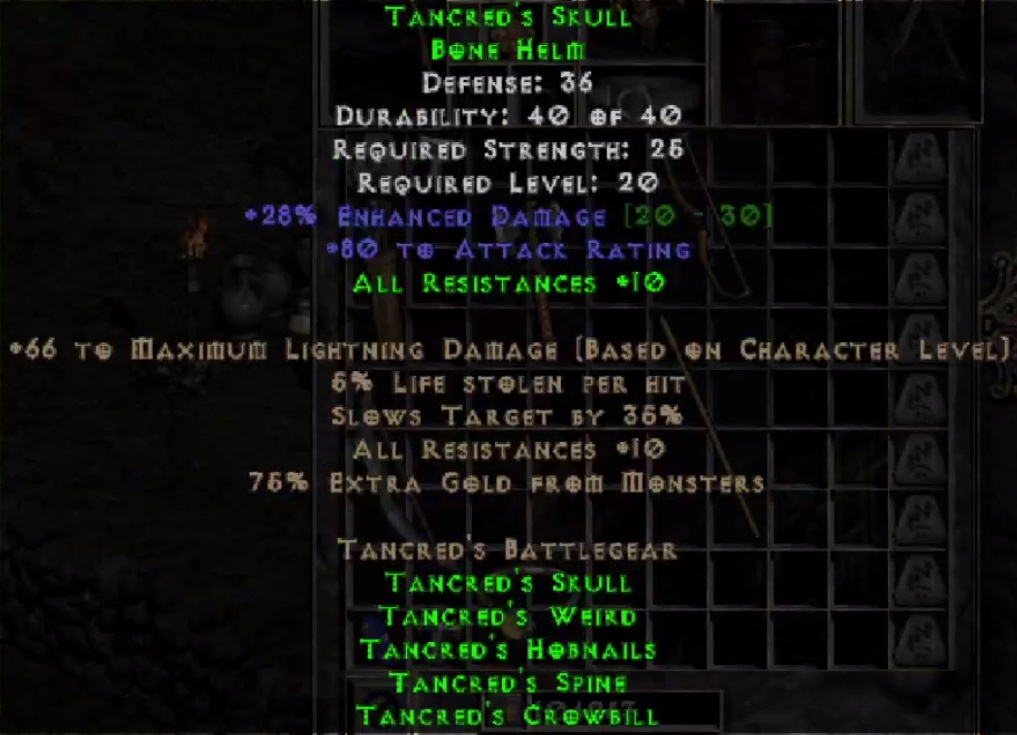 Tancred's Skull
Bone Helm
Defense: 36
Durability: 40 of 40
Required Strength: 25
Required Level: 20
+28% Enhanced Damage [20 - 30]
+80 to Attack Rating
All Resistances +10
+66 to Maximum Lightning Damage (Based on Character Level)
5% Life stolen per hit
Slows Target by 35%
All Resistances +10
75% Extra Gold from Monsters
Tancred's Battlegear
Tancred's Skull
Tancred's Weird
Tancred's Hobnails
Tancred's Spine
Tancred's Crowbill